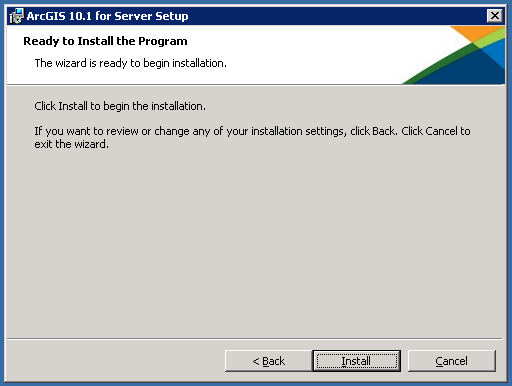 ArcGIS 10.1 for Server Setup
Ready to Install the Program
The wizard is ready to begin installation.
Click Install to begin the installation.
If you want to review or change any of your installation settings, click Back. Click Cancel to
exit the wizard.
< Back
Install
Cancel